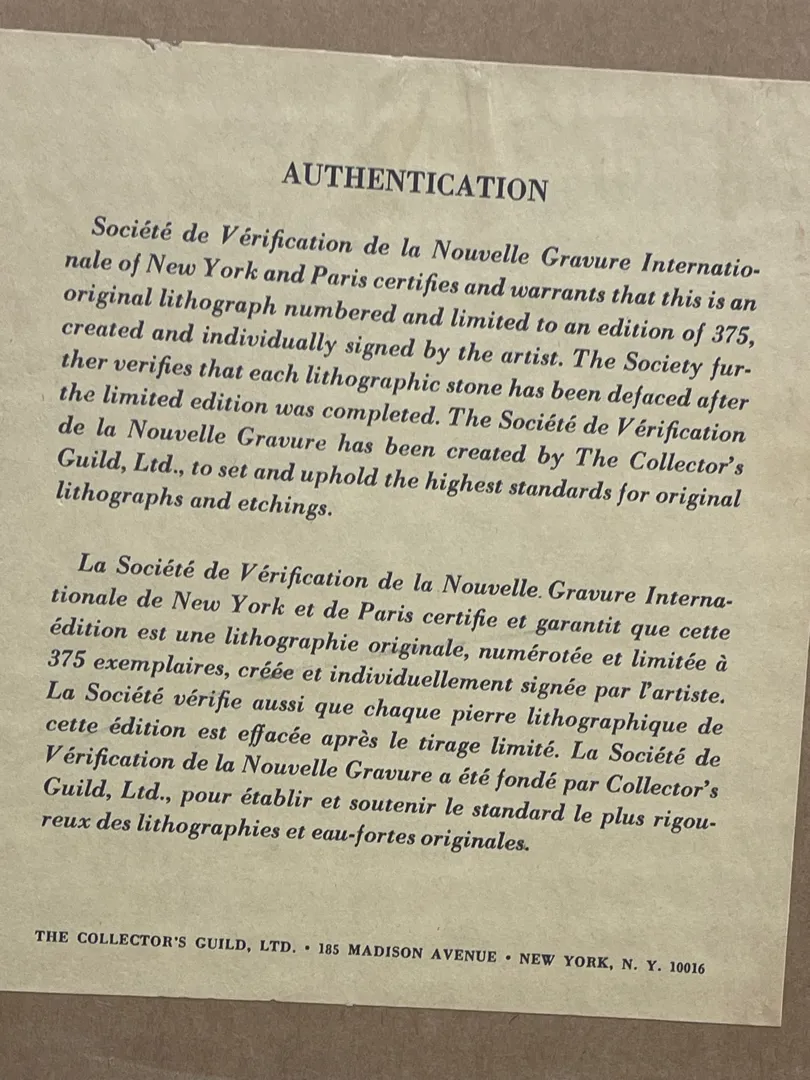 AUTHENTICATION
Société de Vérification de la Nouvelle Gravure Internatio-
nale of New York and Paris certifies and warrants that this is an
original lithograph numbered and limited to an edition of 375,
created and individually signed by the artist. The Society fur-
ther verifies that each lithographic stone has been defaced after
the limited edition was completed. The Société de Vérification
de la Nouvelle Gravure has been created by The Collector's
Guild, Ltd., to set and uphold the highest standards for original
lithographs and etchings.
La Société de Vérification de la Nouvelle Gravure Interna-
tionale de New York et de Paris certifie et garantit que cette
édition est une lithographie originale, numérotée et limitée à
375 exemplaires, créée et individuellement signée par l'artiste.
La Société vérifie aussi que chaque pierre lithographique de
cette édition est effacée après le tirage limité. La Société de
Vérification de la Nouvelle Gravure a été fondé par Collector's
Guild, Ltd., pour établir et soutenir le standard le plus rigou-
reux des lithographies et eau-fortes originales.
THE COLLECTOR'S GUILD, LTD. • 185 MADISON AVENUE • NEW YORK, N. Y. 10016